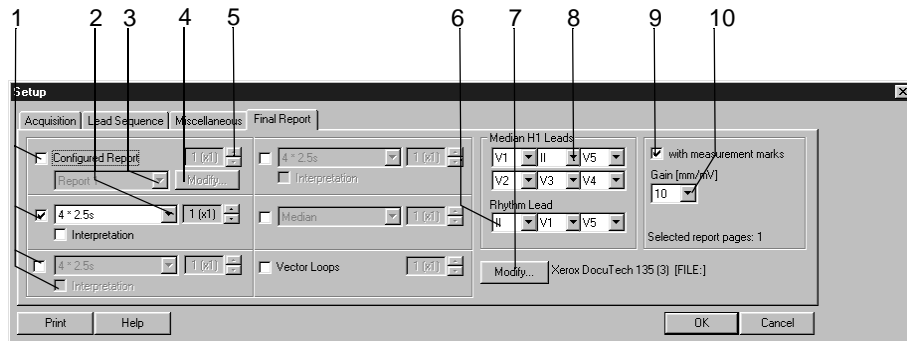 1 2 3 4 5 6 7 8 9 10
Setup
Acquisition Lead Sequence Miscellaneous Final Report
Configured Report 1 (x1)
Report 1 Modify...
4 * 2.5s 1 (x1)
Interpretation
4 * 2.5s 1 (x1)
Interpretation
4 * 2.5s 1 (x1)
Interpretation
Median 1 (x1)
Vector Loops 1 (x1)
Median H1 Leads
V1 II V5
V2 V3 V4
Rhythm Lead
II V1 V5
Modify... Xerox DocuTech 135 (3) [FILE:]
with measurement marks
Gain [mm/mV]
10
Selected report pages: 1
Print Help OK Cancel